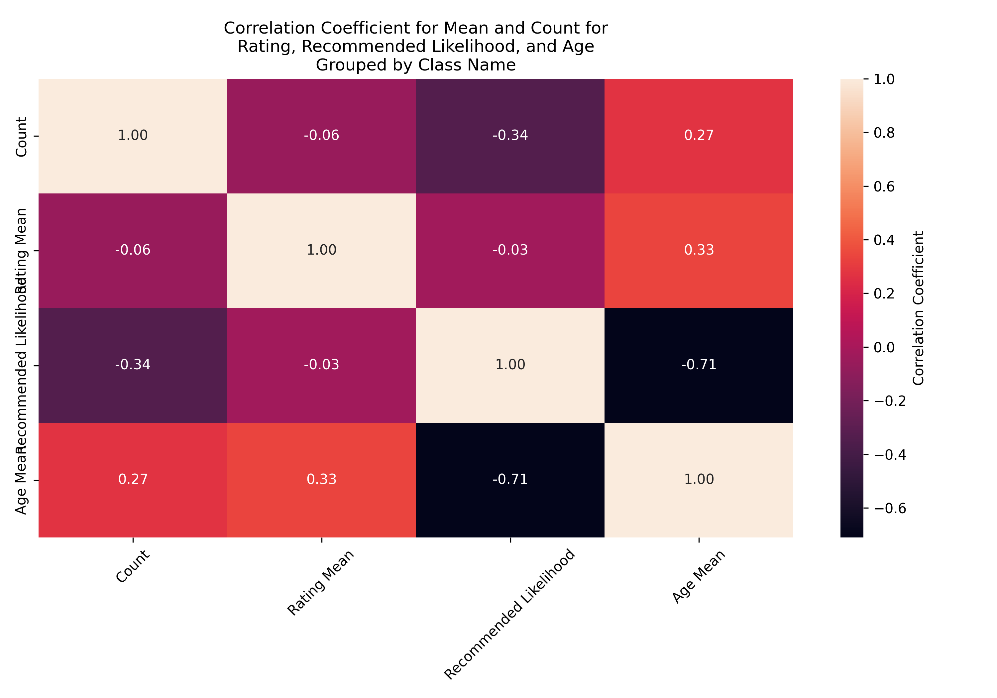 Correlation Coefficient for Mean and Count for
Rating, Recommended Likelihood, and Age
Grouped by Class Name
Count
Rating Mean
Recommended Likelihood
Age Mean
1.00 -0.06 -0.34 0.27
-0.06 1.00 -0.03 0.33
-0.34 -0.03 1.00 -0.71
0.27 0.33 -0.71 1.00
Count
Rating Mean
Recommended Likelihood
Age Mean
1.0
0.8
0.6
0.4
0.2
0.0
−0.2
−0.4
−0.6
Correlation Coefficient